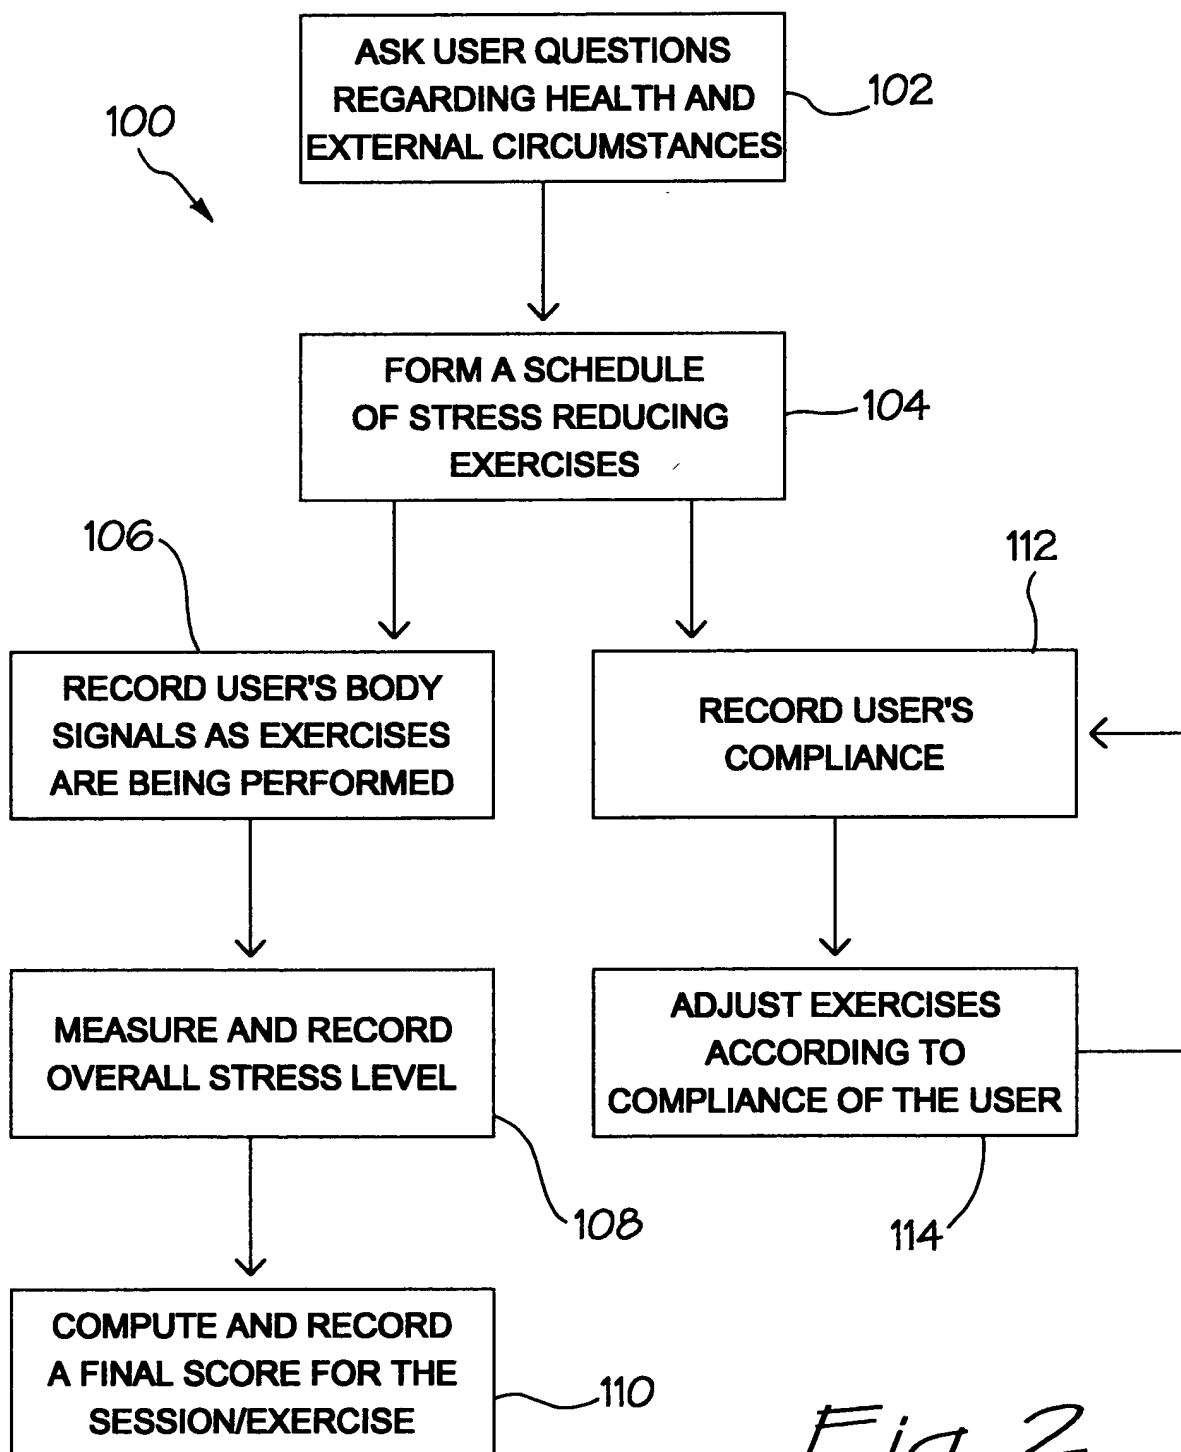 100
ASK USER QUESTIONS
REGARDING HEALTH AND
EXTERNAL CIRCUMSTANCES
102
FORM A SCHEDULE
OF STRESS REDUCING
EXERCISES
104
106
RECORD USER'S BODY
SIGNALS AS EXERCISES
ARE BEING PERFORMED
112
RECORD USER'S
COMPLIANCE
MEASURE AND RECORD
OVERALL STRESS LEVEL
108
ADJUST EXERCISES
ACCORDING TO
COMPLIANCE OF THE USER
114
COMPUTE AND RECORD
A FINAL SCORE FOR THE
SESSION/EXERCISE
110
Fig. 2